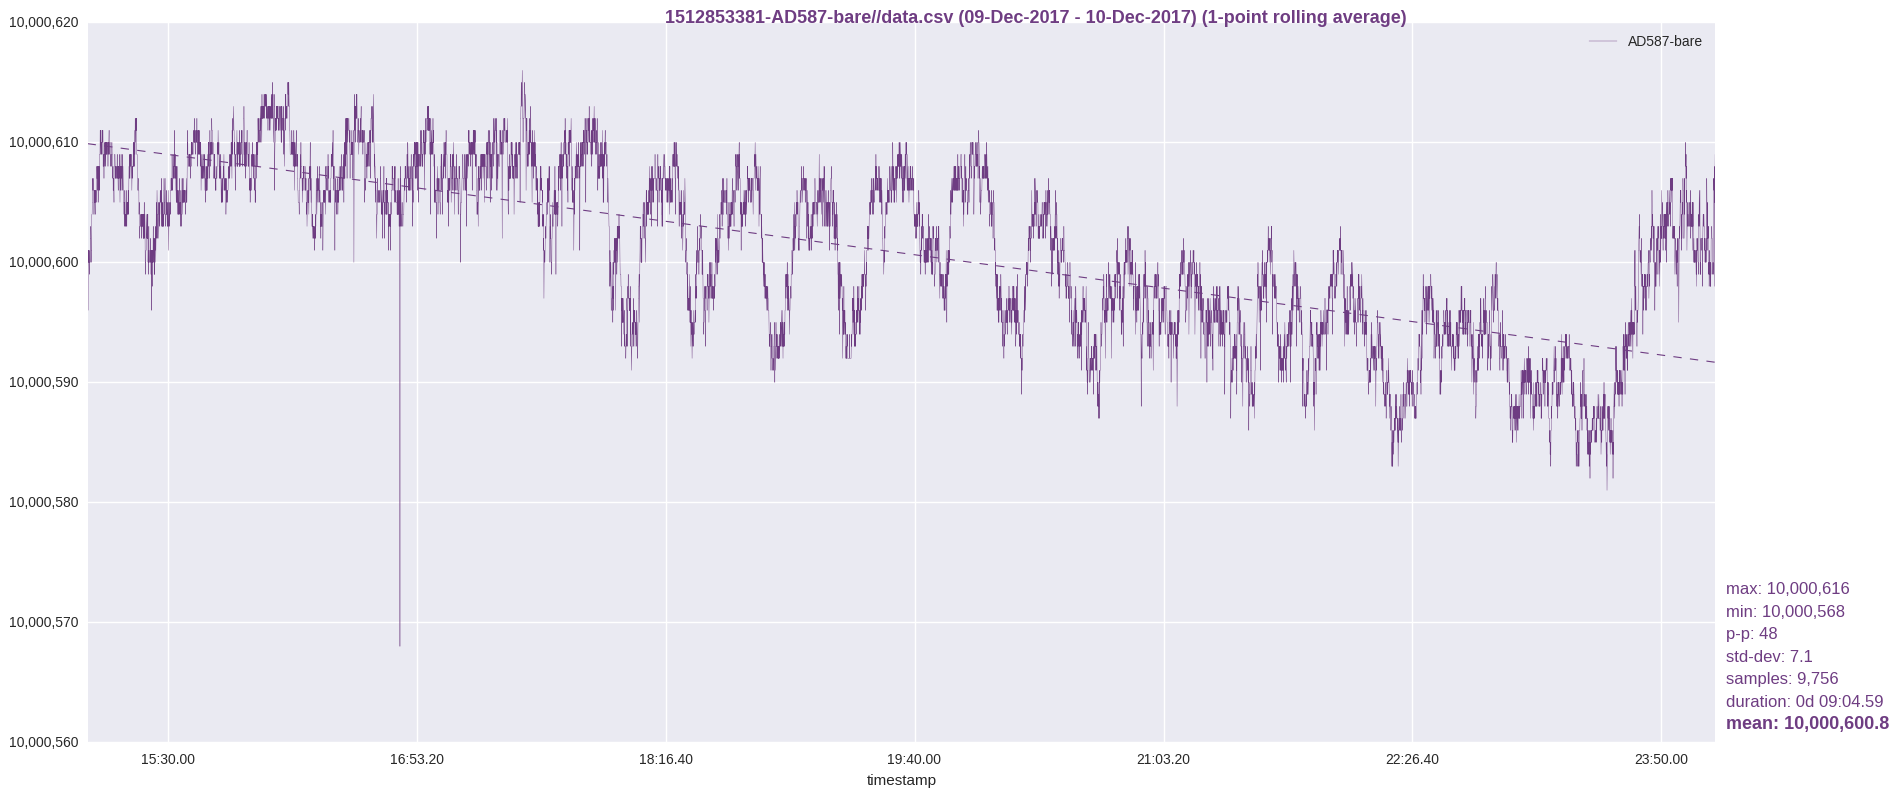 1512853381-AD587-bare//data.csv (09-Dec-2017 - 10-Dec-2017) (1-point rolling average)
AD587-bare
10,000,620
10,000,610
10,000,600
10,000,590
10,000,580
10,000,570
10,000,560
15:30.00 16:53.20 18:16.40 19:40.00 21:03.20 22:26.40 23:50.00
timestamp
max: 10,000,616
min: 10,000,568
p-p: 48
std-dev: 7.1
samples: 9,756
duration: 0d 09:04.59
mean: 10,000,600.8